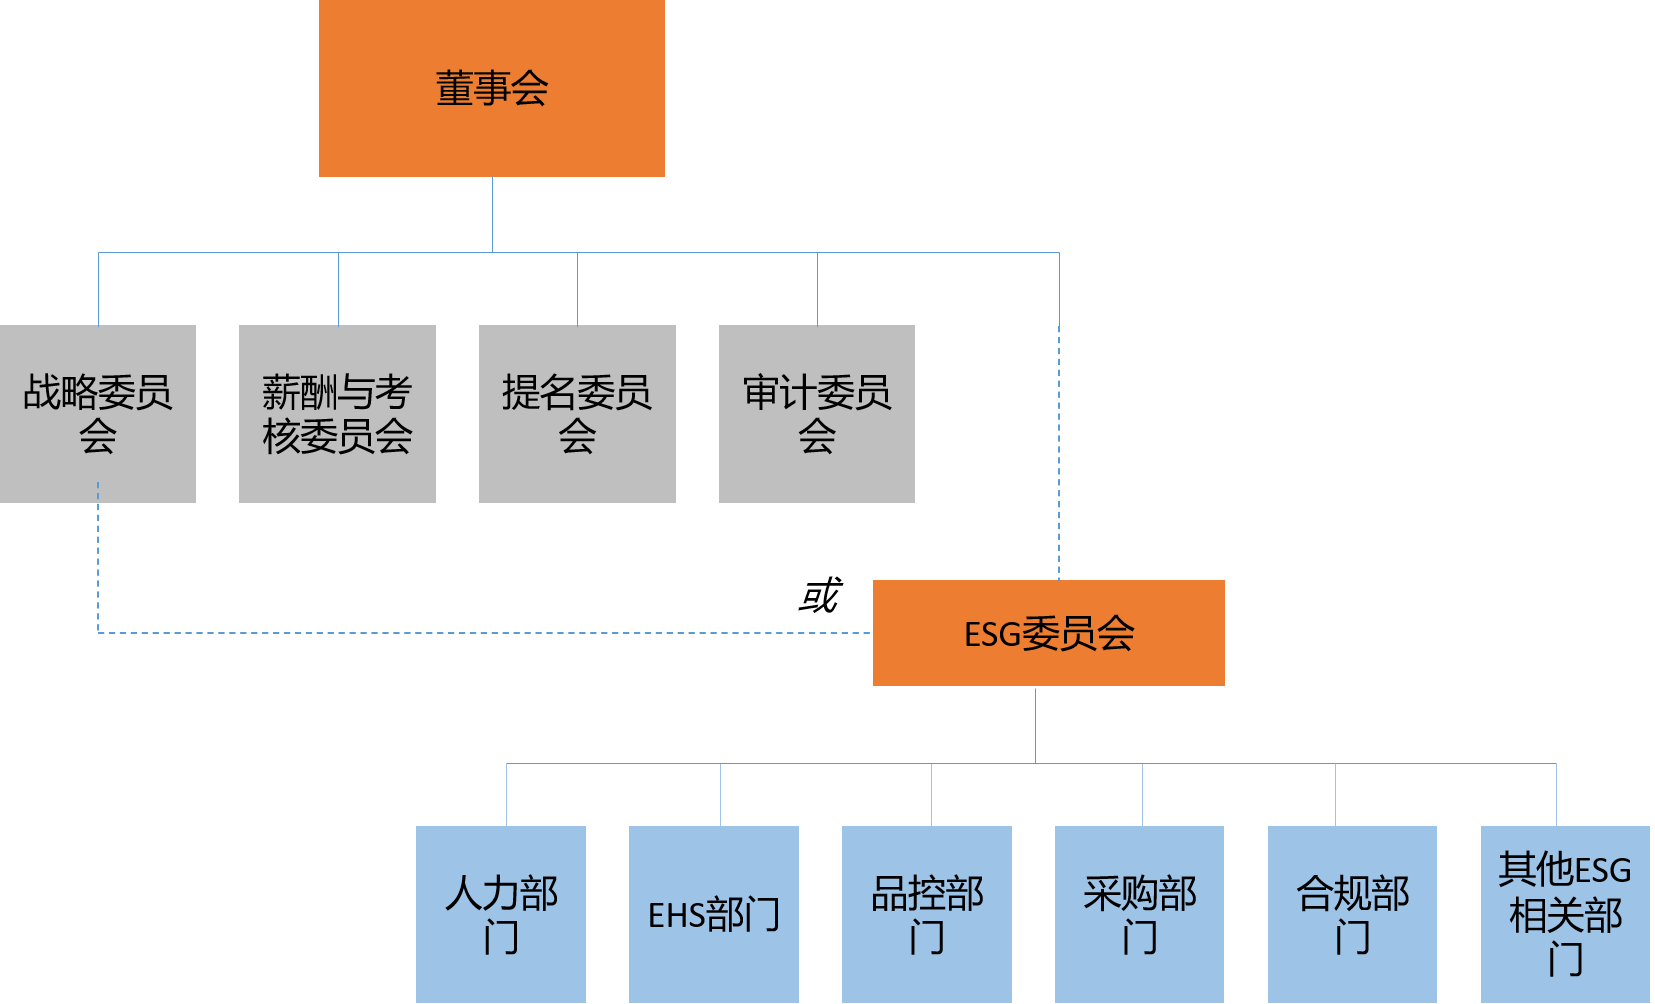 董事会
战略委员
会
薪酬与考
核委员会
提名委员
会
审计委员
会
或
ESG委员会
人力部
门
EHS部门
品控部
门
采购部
门
合规部
门
其他ESG
相关部
门